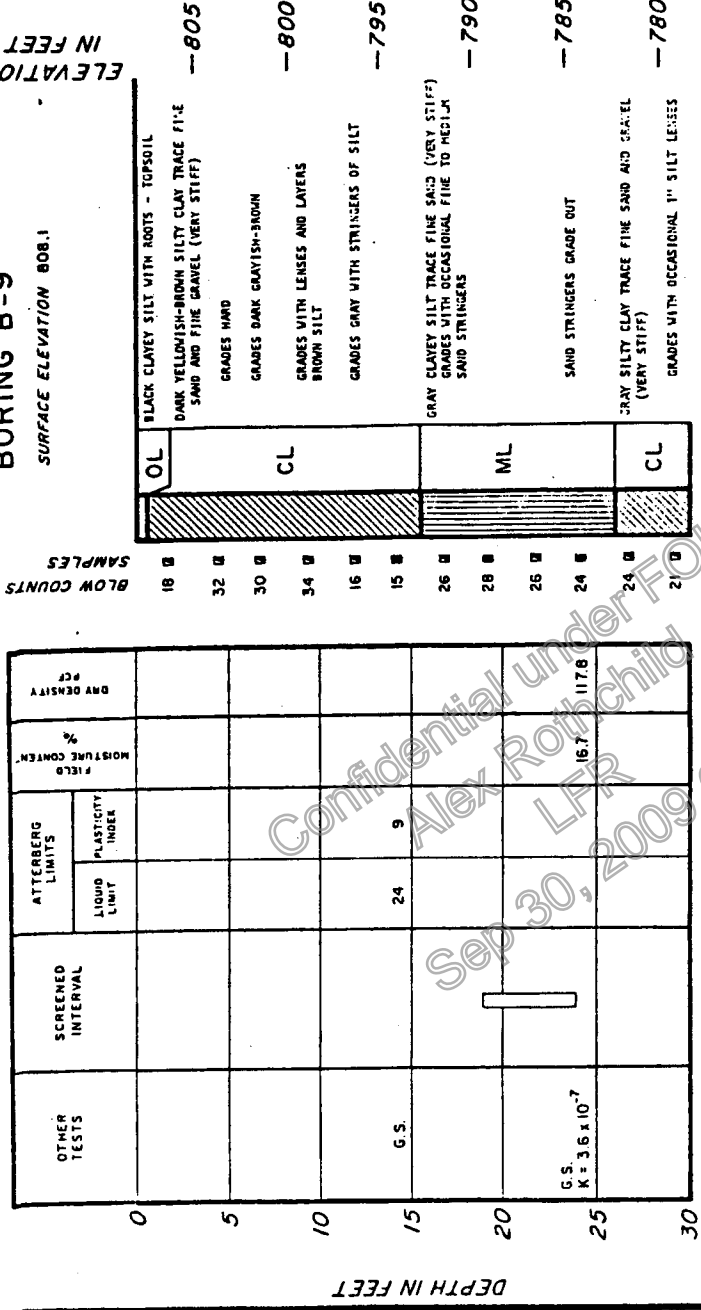 BORING B-9
SURFACE ELEVATION 808.1
ELEVATIO
IN FEET
DEPTH IN FEET
OTHER
TESTS
SCREENED
INTERVAL
ATTERBERG
LIMITS
LIQUID
LIMIT
PLASTICITY
INDEX
FIELD
MOISTURE CONTEN
%
DRY DENSITY
PCF
BLOW COUNTS
SAMPLES
0
5
10
15
20
25
30
G.S.
24
9
G.S.
K = 3.6 x 10-7
16.7
117.8
18
32
30
34
16
15
26
28
26
24
24
21
OL
CL
ML
CL
BLACK CLAYEY SILT WITH ROOTS - TOPSOIL
DARK YELLOWISH-BROWN SILTY CLAY TRACE FINE
SAND AND FINE GRAVEL (VERY STIFF)
GRADES HARD
GRADES DARK GRAYISH-BROWN
GRADES WITH LENSES AND LAYERS
BROWN SILT
GRADES GRAY WITH STRINGERS OF SILT
GRAY CLAYEY SILT TRACE FINE SAND (VERY STIFF)
GRADES WITH OCCASIONAL FINE TO MEDIUM
SAND STRINGERS
SAND STRINGERS GRADE OUT
GRAY SILTY CLAY TRACE FINE SAND AND GRAVEL
(VERY STIFF)
GRADES WITH OCCASIONAL 1" SILT LENSES
—805
—800
—795
—790
—785
—780
Confidential under FOI
Alex Rothchild
LFR
Sep 30, 2009